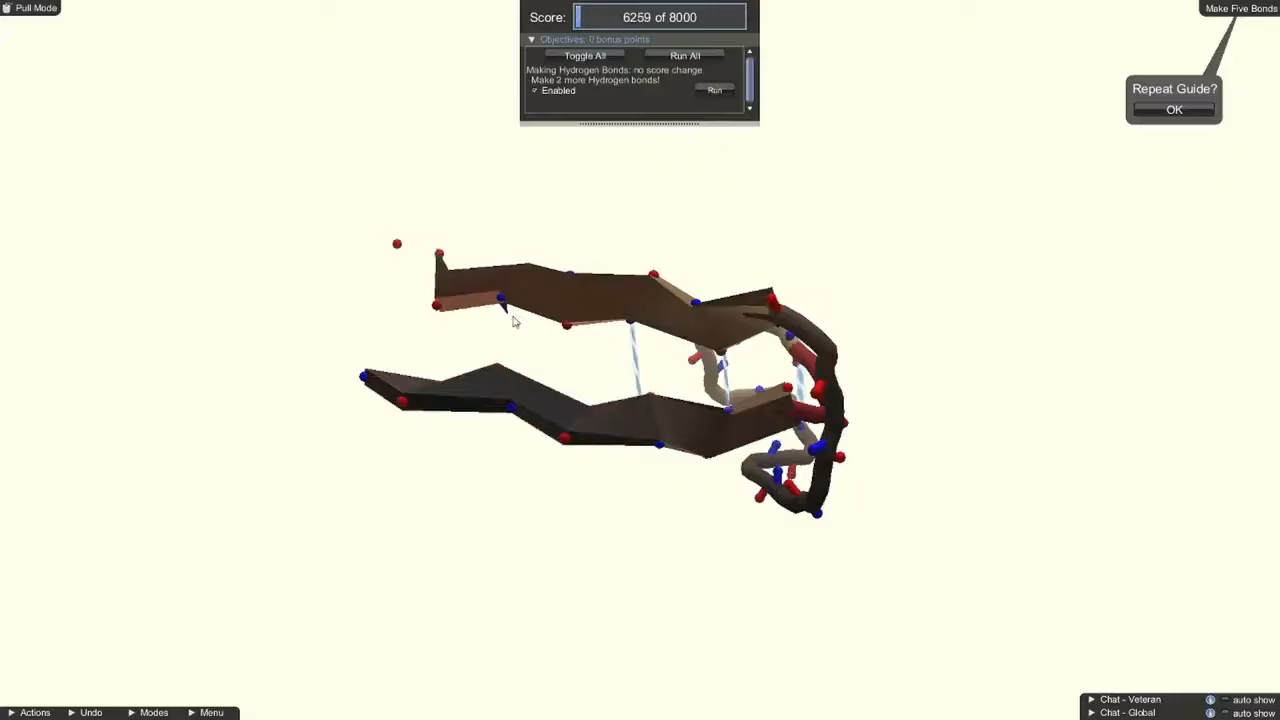 Pull Mode
Score: 6259 of 8000
Make Five Bonds
Objectives: 0 bonus points
Toggle All Run All
Making Hydrogen Bonds: no score change
Make 2 more Hydrogen bonds!
Enabled Run
Repeat Guide?
OK
Chat - Veteran auto show
Actions Undo Modes Menu
Chat - Global auto show